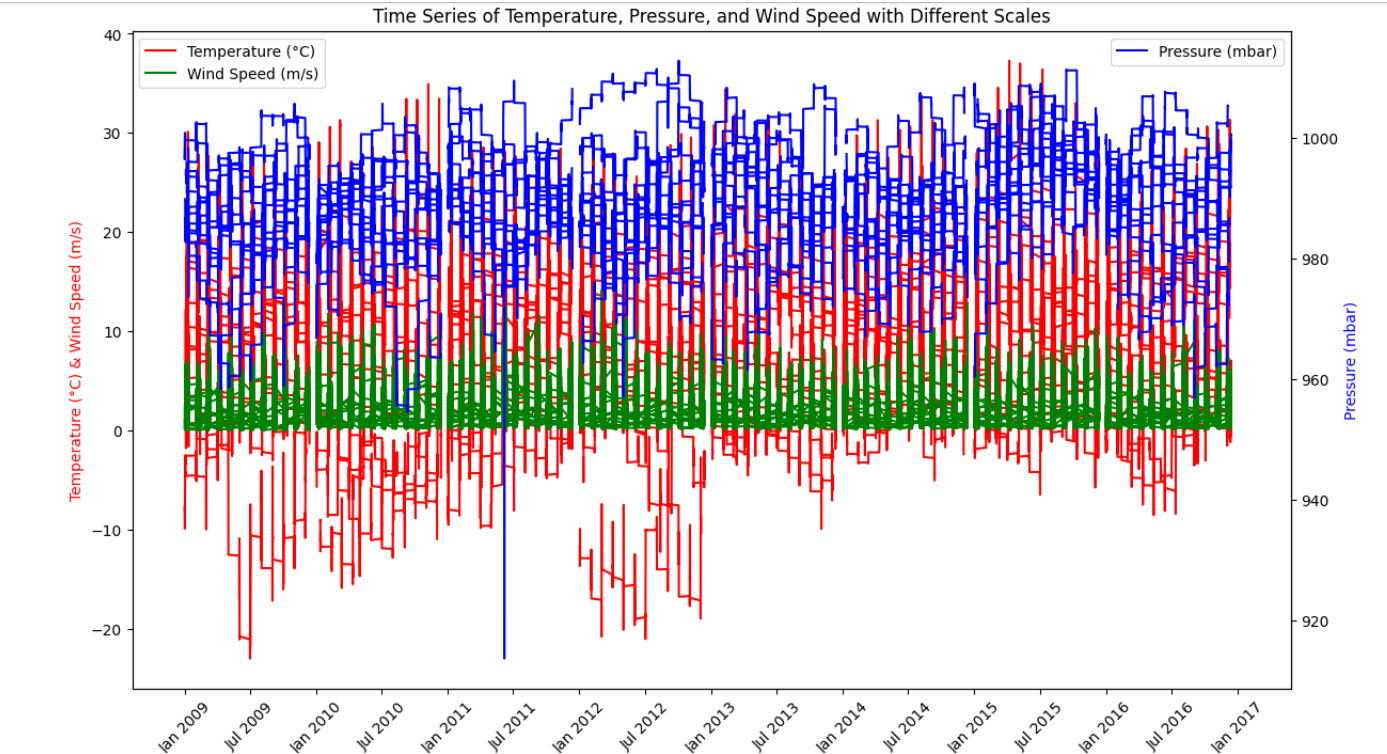 Time Series of Temperature, Pressure, and Wind Speed with Different Scales
Temperature (°C)
Wind Speed (m/s)
Pressure (mbar)
Temperature (°C) & Wind Speed (m/s)
40
30
20
10
0
−10
−20
1000
980
960
940
920
Pressure (mbar)
Jan 2009
Jul 2009
Jan 2010
Jul 2010
Jan 2011
Jul 2011
Jan 2012
Jul 2012
Jan 2013
Jul 2013
Jan 2014
Jul 2014
Jan 2015
Jul 2015
Jan 2016
Jul 2016
Jan 2017